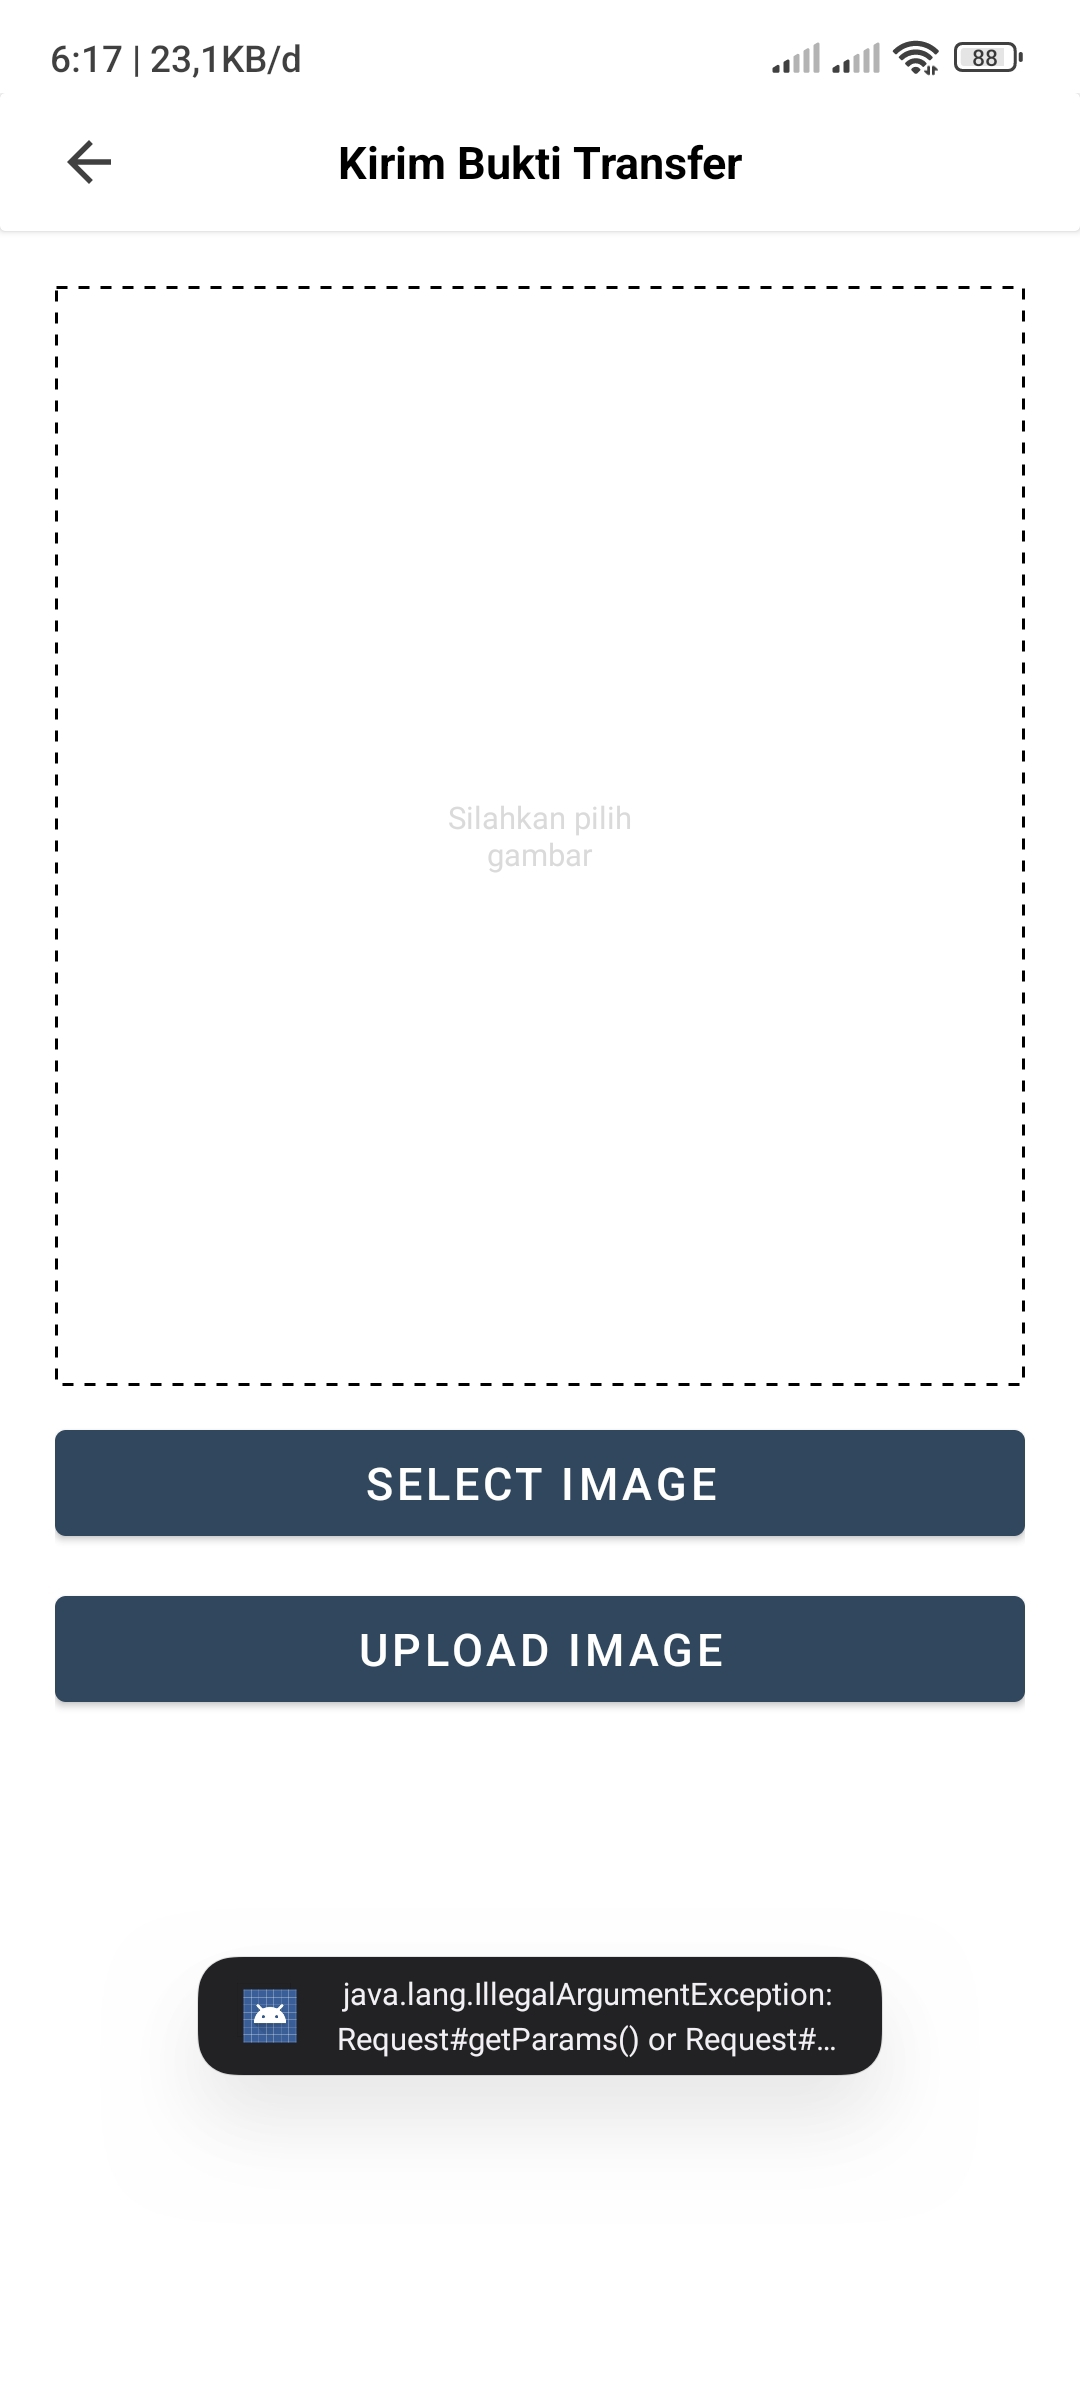 6:17 | 23,1KB/d
88
Kirim Bukti Transfer
Silahkan pilih
gambar
SELECT IMAGE
UPLOAD IMAGE
java.lang.IllegalArgumentException:
Request#getParams() or Request#...